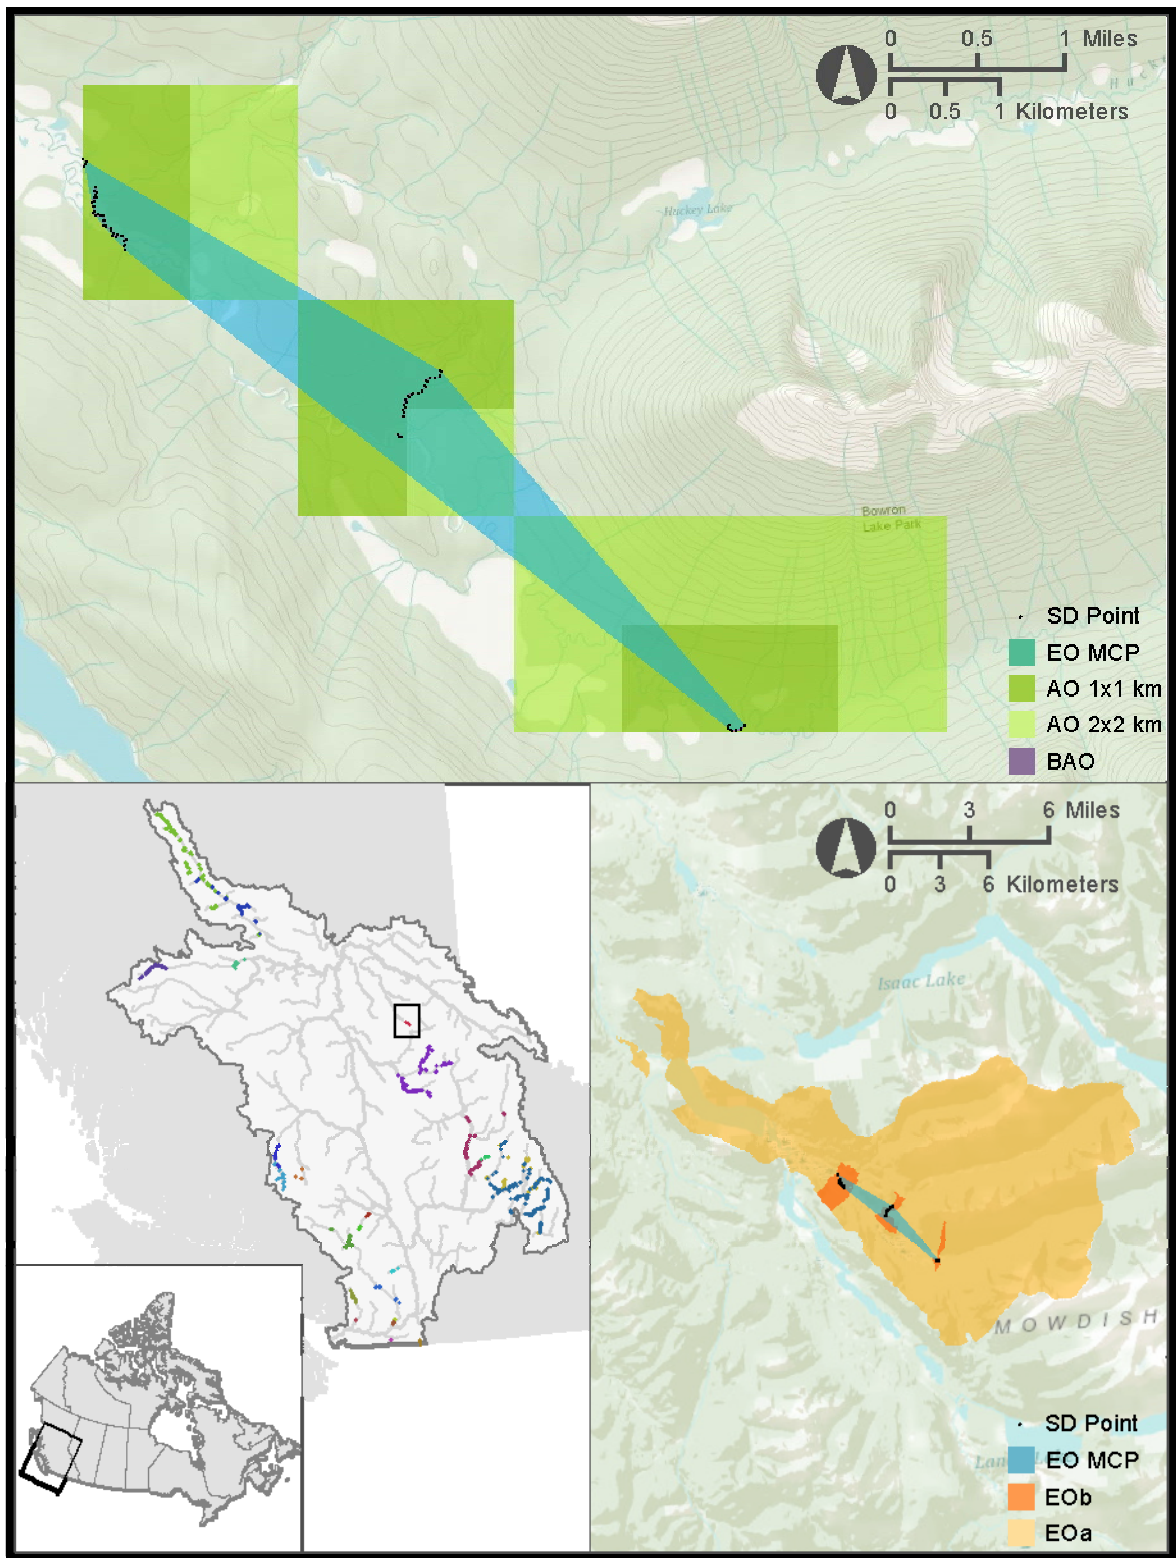 0 0.5 1 Miles
0 0.5 1 Kilometers
Huckey Lake
Bowron
Lake Park
SD Point
EO MCP
AO 1x1 km
AO 2x2 km
BAO
0 3 6 Miles
0 3 6 Kilometers
Isaac Lake
MOWDISH
SD Point
EO MCP
EOb
EOa